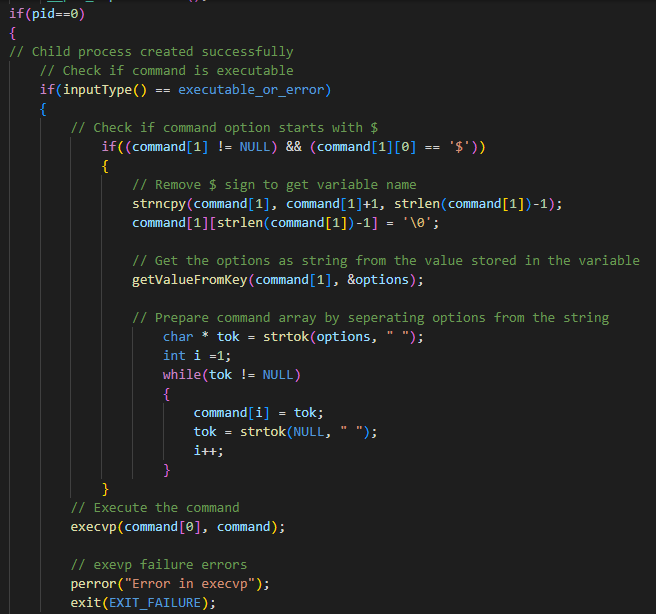 if(pid==0)
{
// Child process created successfully
// Check if command is executable
if(inputType() == executable_or_error)
{
// Check if command option starts with $
if((command[1] != NULL) && (command[1][0] == '$'))
{
// Remove $ sign to get variable name
strncpy(command[1], command[1]+1, strlen(command[1])-1);
command[1][strlen(command[1])-1] = '\0';
// Get the options as string from the value stored in the variable
getValueFromKey(command[1], &options);
// Prepare command array by seperating options from the string
char * tok = strtok(options, " ");
int i =1;
while(tok != NULL)
{
command[i] = tok;
tok = strtok(NULL, " ");
i++;
}
}
// Execute the command
execvp(command[0], command);
// exevp failure errors
perror("Error in execvp");
exit(EXIT_FAILURE);